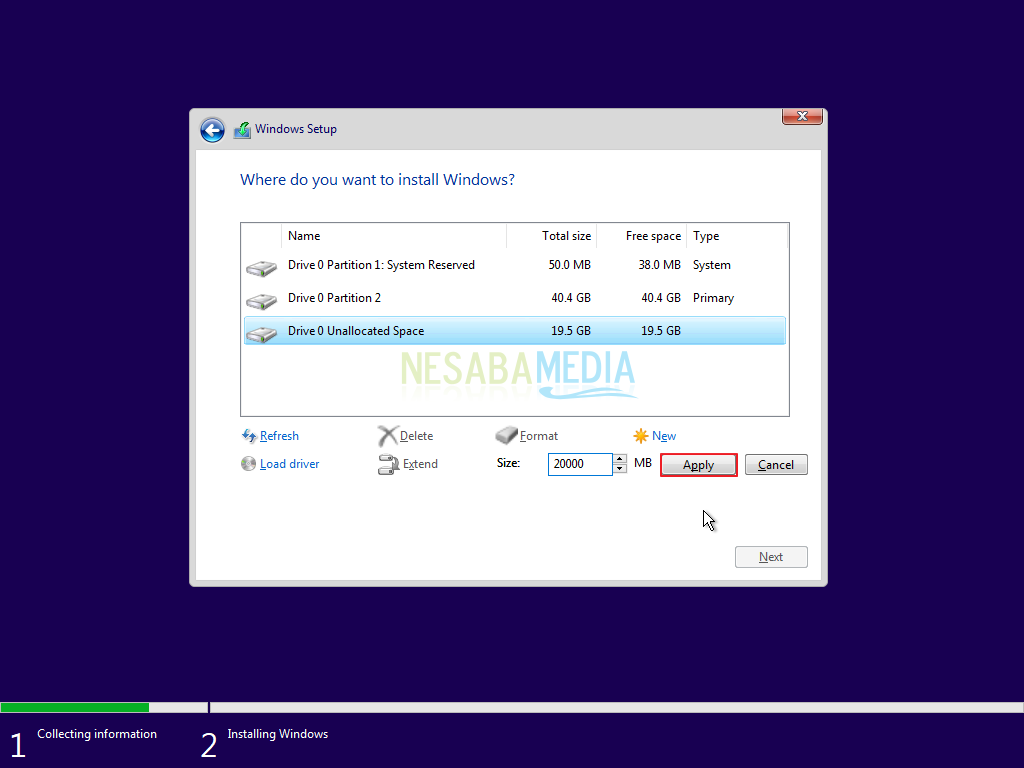 Windows Setup
Where do you want to install Windows?
Name Total size Free space Type
Drive 0 Partition 1: System Reserved 50.0 MB 38.0 MB System
Drive 0 Partition 2 40.4 GB 40.4 GB Primary
Drive 0 Unallocated Space 19.5 GB 19.5 GB
NESABAMEDIA
Refresh Delete Format New
Load driver Extend Size: 20000 MB Apply Cancel
Next
1 Collecting information 2 Installing Windows